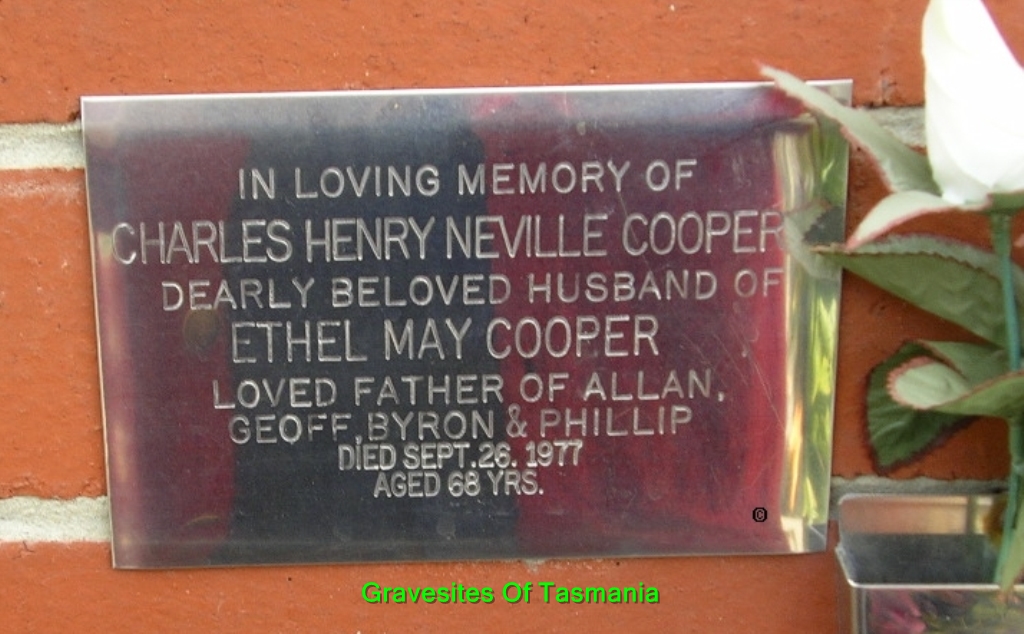 IN LOVING MEMORY OF
CHARLES HENRY NEVILLE COOPER
DEARLY BELOVED HUSBAND OF
ETHEL MAY COOPER
LOVED FATHER OF ALLAN,
GEOFF, BYRON & PHILLIP
DIED SEPT. 26. 1977
AGED 68 YRS.
©
Gravesites Of Tasmania